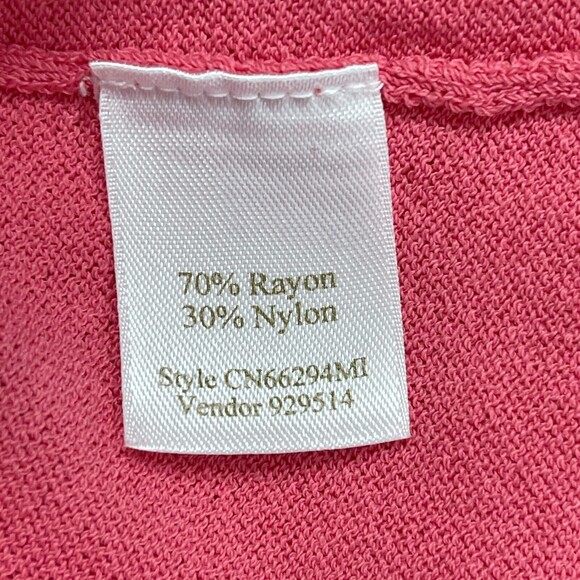 70% Rayon
30% Nylon
Style CN66294MI
Vendor 929514